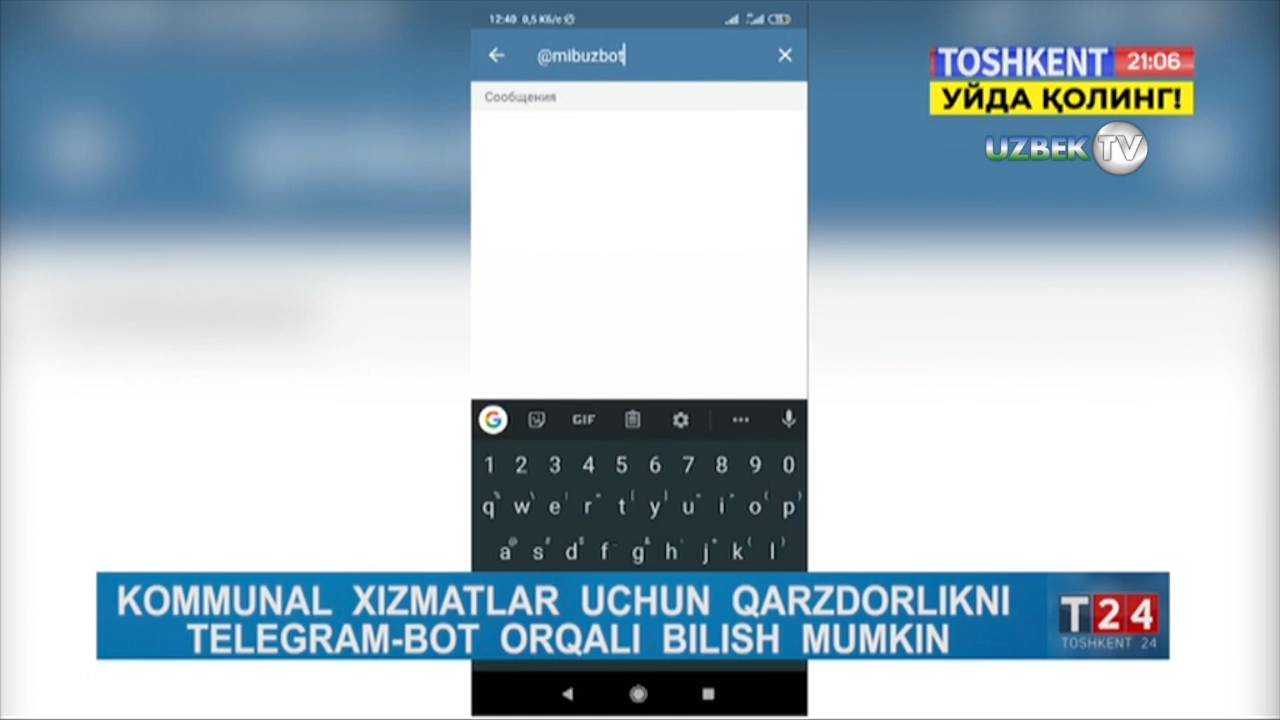 12:40 0,5 КБ/с
@mibuzbot
Сообщения
TOSHKENT 21:06
УЙДА ҚОЛИНГ!
UZBEK TV
GIF
1 2 3 4 5 6 7 8 9 0
q w e r t y u i o p
a s d f g h j k l
KOMMUNAL XIZMATLAR UCHUN QARZDORLIKNI
TELEGRAM-BOT ORQALI BILISH MUMKIN
T24
TOSHKENT 24